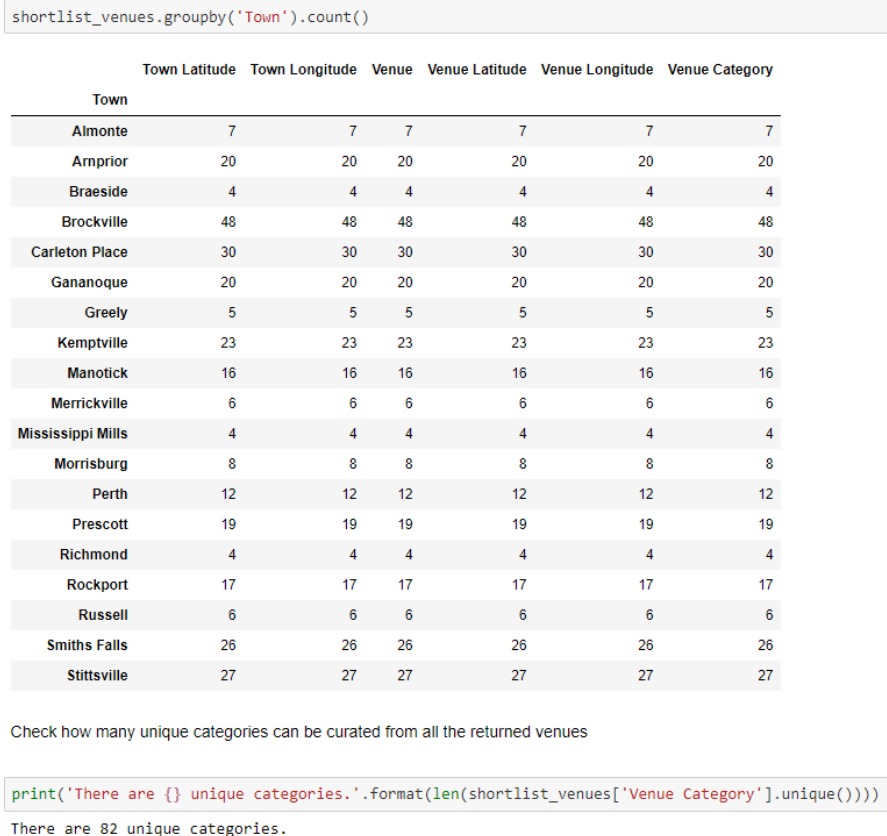 shortlist_venues.groupby('Town').count()
Town Latitude Town Longitude Venue Venue Latitude Venue Longitude Venue Category
Town
Almonte 7 7 7 7 7 7
Arnprior 20 20 20 20 20 20
Braeside 4 4 4 4 4 4
Brockville 48 48 48 48 48 48
Carleton Place 30 30 30 30 30 30
Gananoque 20 20 20 20 20 20
Greely 5 5 5 5 5 5
Kemptville 23 23 23 23 23 23
Manotick 16 16 16 16 16 16
Merrickville 6 6 6 6 6 6
Mississippi Mills 4 4 4 4 4 4
Morrisburg 8 8 8 8 8 8
Perth 12 12 12 12 12 12
Prescott 19 19 19 19 19 19
Richmond 4 4 4 4 4 4
Rockport 17 17 17 17 17 17
Russell 6 6 6 6 6 6
Smiths Falls 26 26 26 26 26 26
Stittsville 27 27 27 27 27 27
Check how many unique categories can be curated from all the returned venues
print('There are {} unique categories.'.format(len(shortlist_venues['Venue Category'].unique())))
There are 82 unique categories.